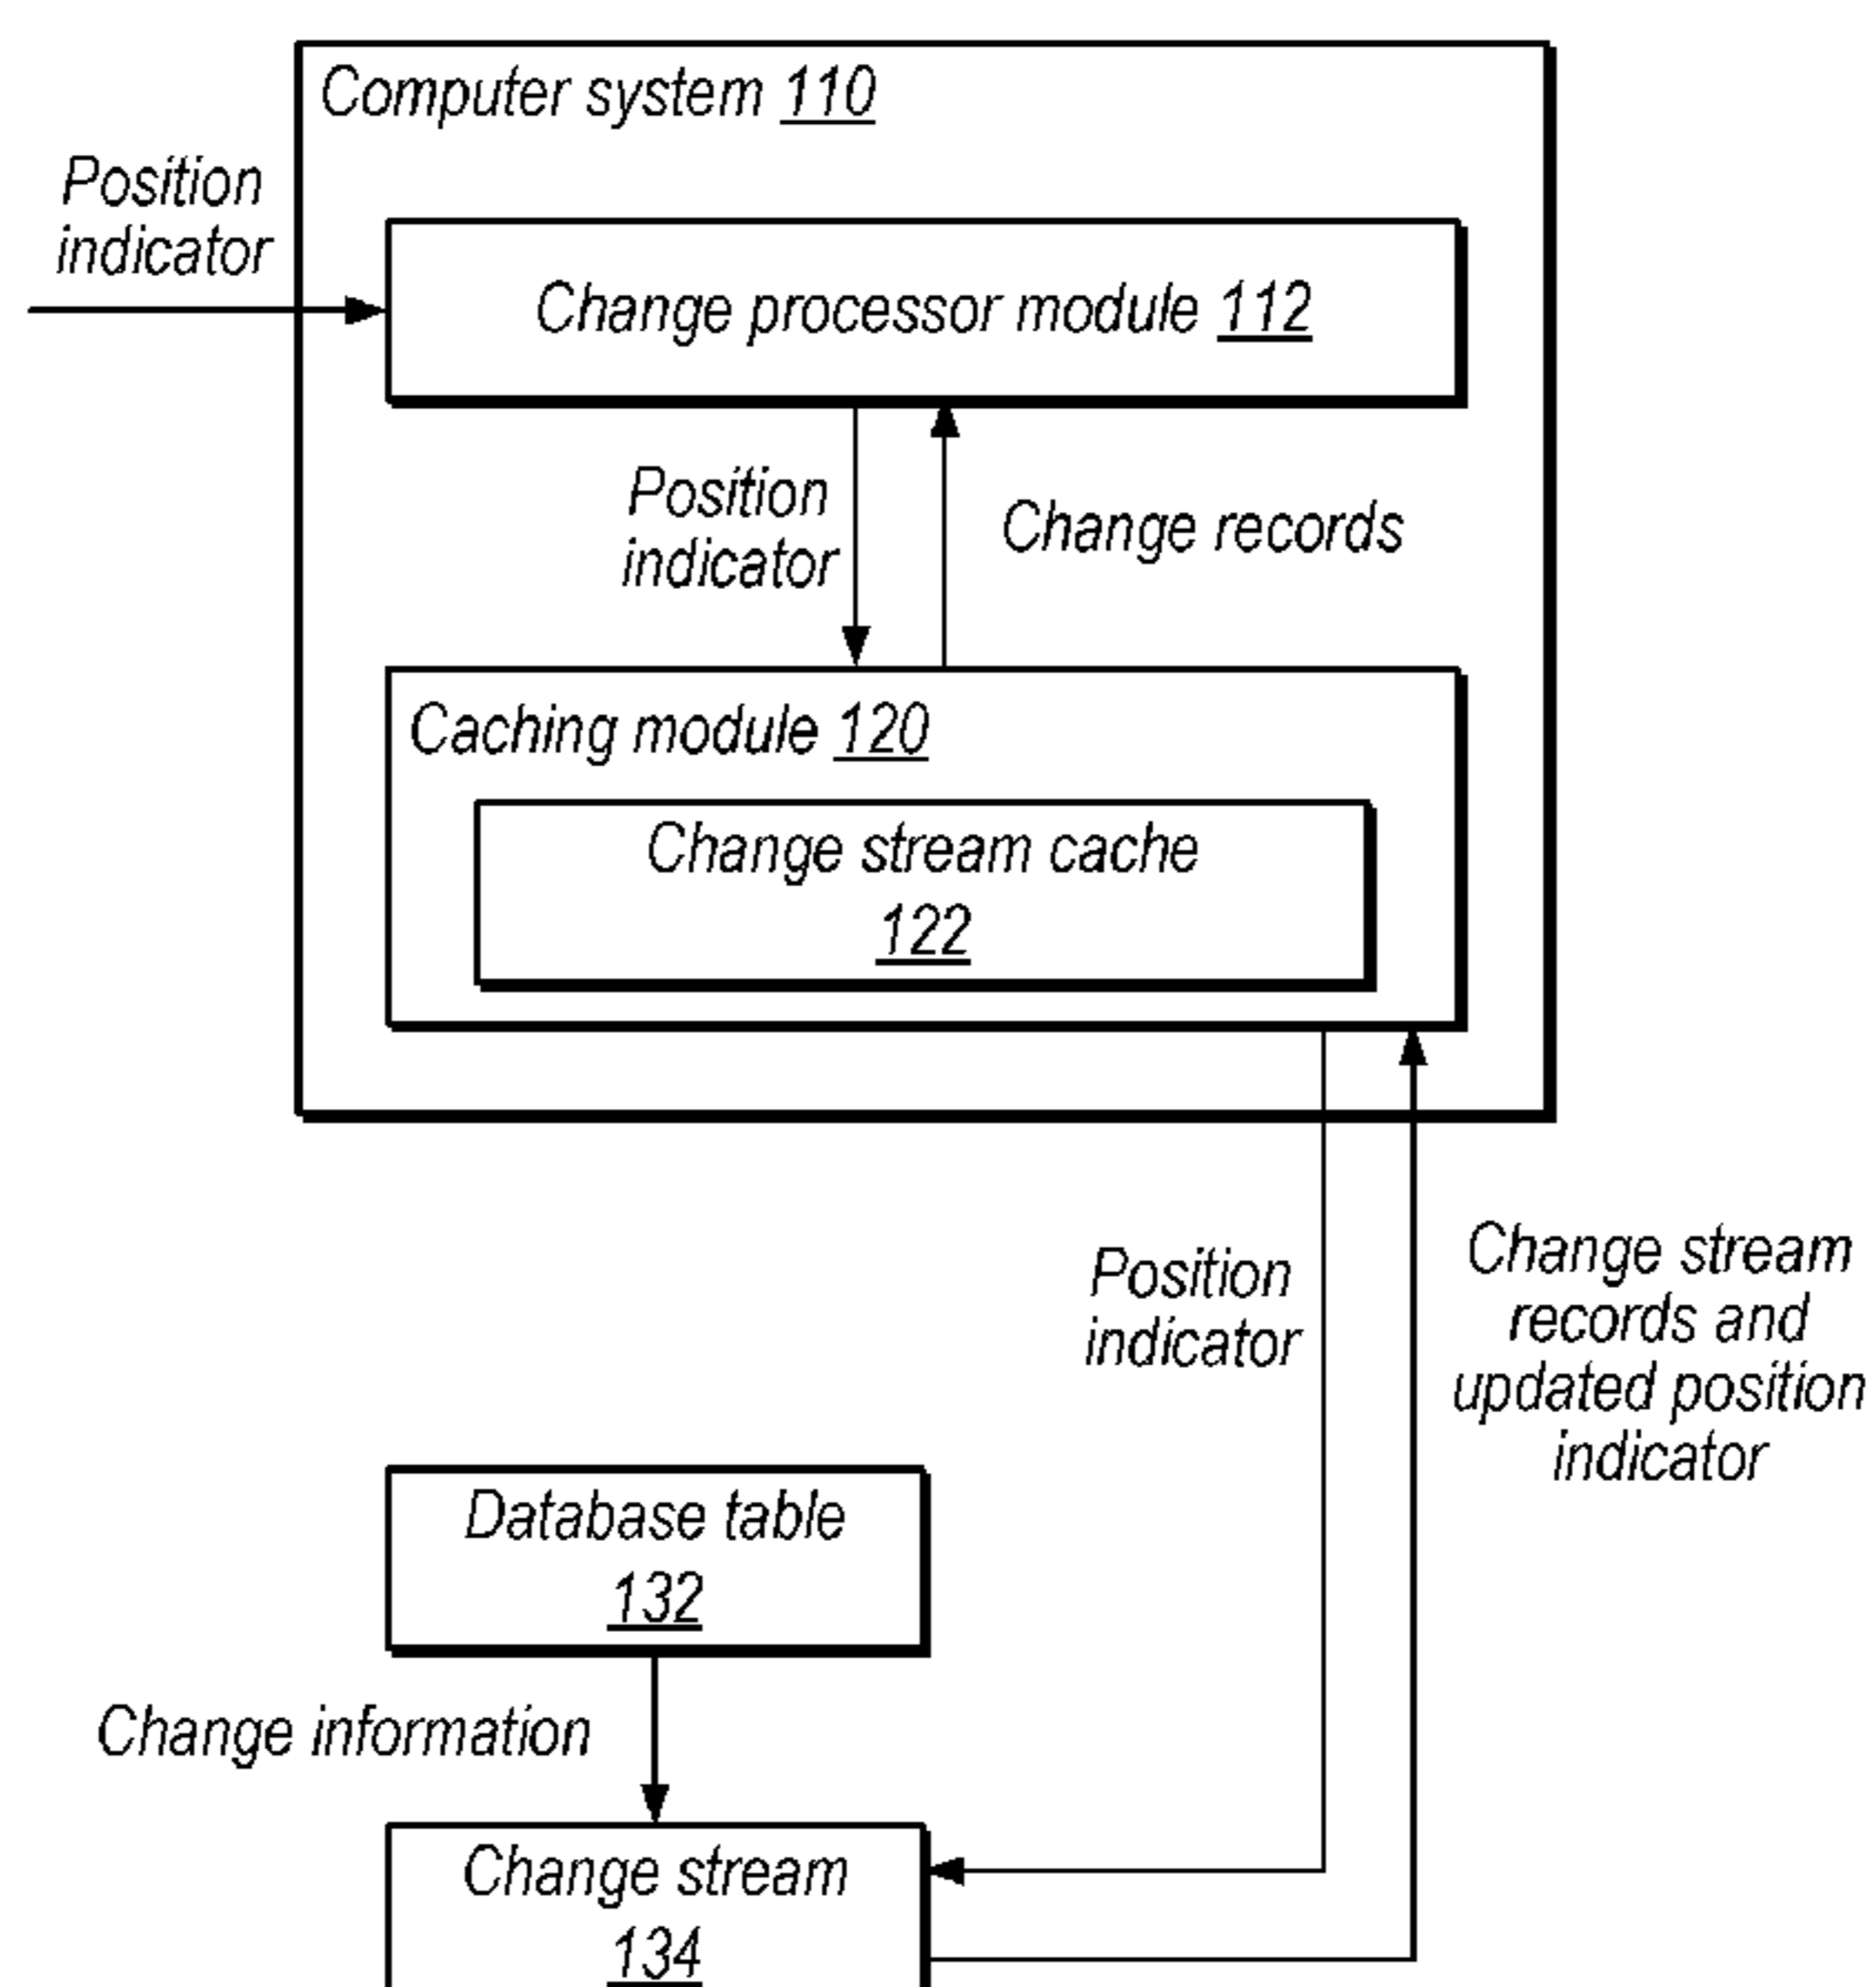 Computer system 110
Position
indicator
Change processor module 112
Position
indicator
Change records
Caching module 120
Change stream cache
122
Position
indicator
Change stream
records and
updated position
indicator
Database table
132
Change information
Change stream
134